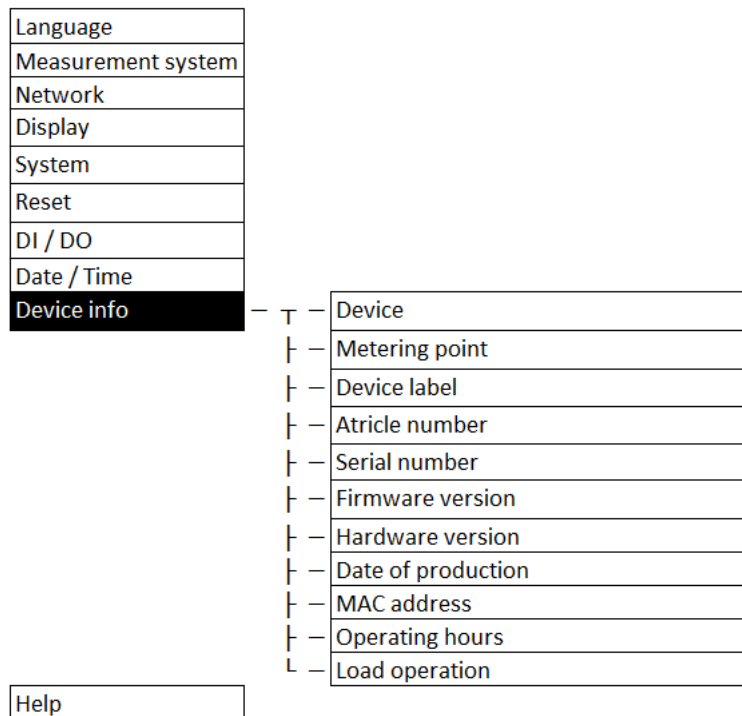 Language
Measurement system
Network
Display
System
Reset
DI / DO
Date / Time
Device info
Device
Metering point
Device label
Atricle number
Serial number
Firmware version
Hardware version
Date of production
MAC address
Operating hours
Load operation
Help